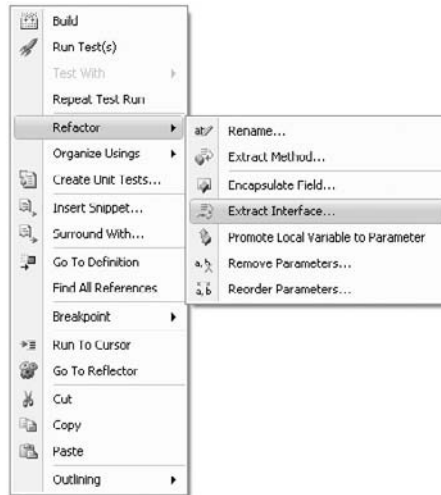 Build
Run Test(s)
Test With
Repeat Test Run
Refactor
Organize Usings
Create Unit Tests...
Insert Snippet...
Surround With...
Go To Definition
Find All References
Breakpoint
Run To Cursor
Go To Reflector
Cut
Copy
Paste
Outlining
Rename...
Extract Method...
Encapsulate Field...
Extract Interface...
Promote Local Variable to Parameter
Remove Parameters...
Reorder Parameters...